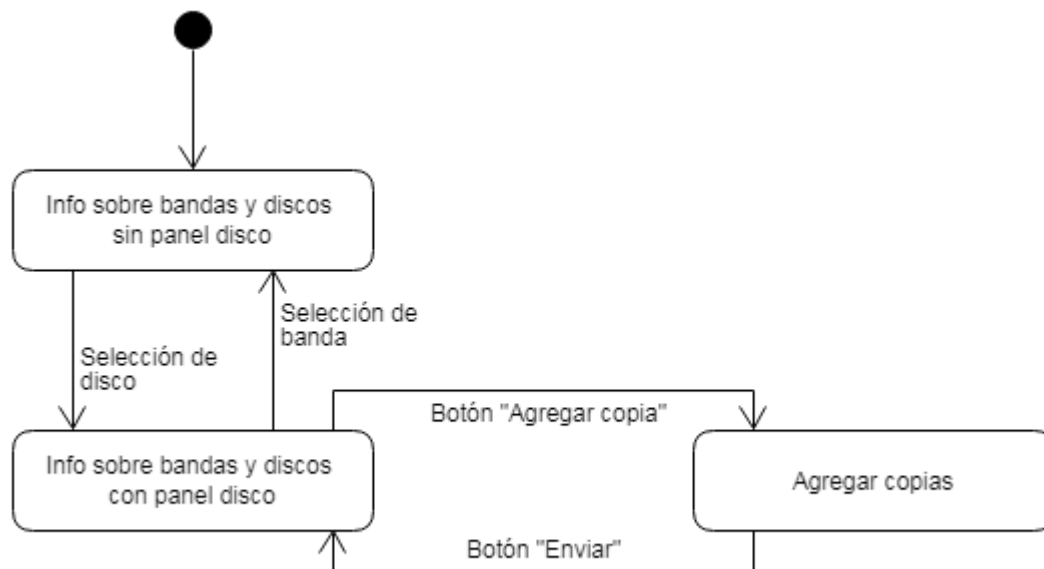 Info sobre bandas y discos
sin panel disco
Selección de
banda
Selección de
disco
Botón "Agregar copia"
Info sobre bandas y discos
con panel disco
Agregar copias
Botón "Enviar"